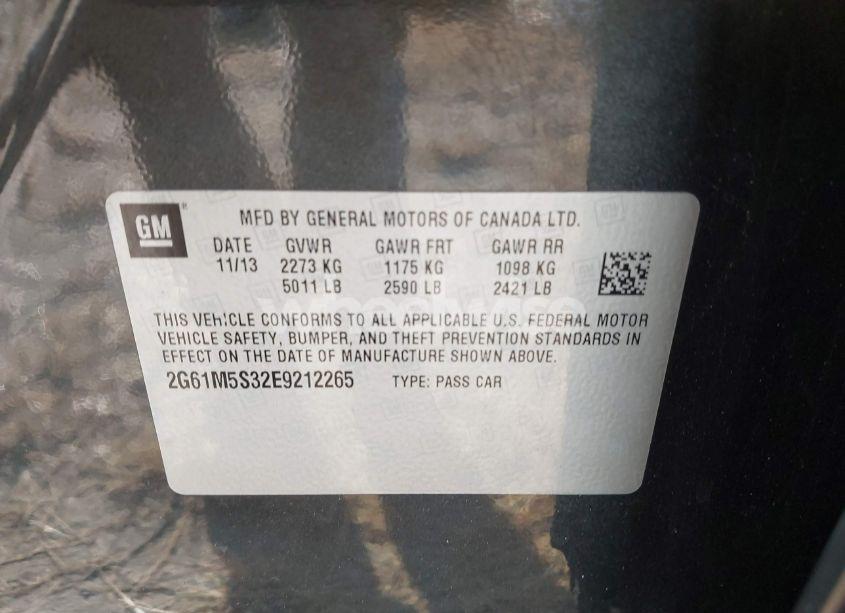 GM
MFD BY GENERAL MOTORS OF CANADA LTD.
DATE GVWR GAWR FRT GAWR RR
11/13 2273 KG 1175 KG 1098 KG
5011 LB 2590 LB 2421 LB
THIS VEHICLE CONFORMS TO ALL APPLICABLE U.S. FEDERAL MOTOR
VEHICLE SAFETY, BUMPER, AND THEFT PREVENTION STANDARDS IN
EFFECT ON THE DATE OF MANUFACTURE SHOWN ABOVE.
2G61M5S32E9212265 TYPE: PASS CAR